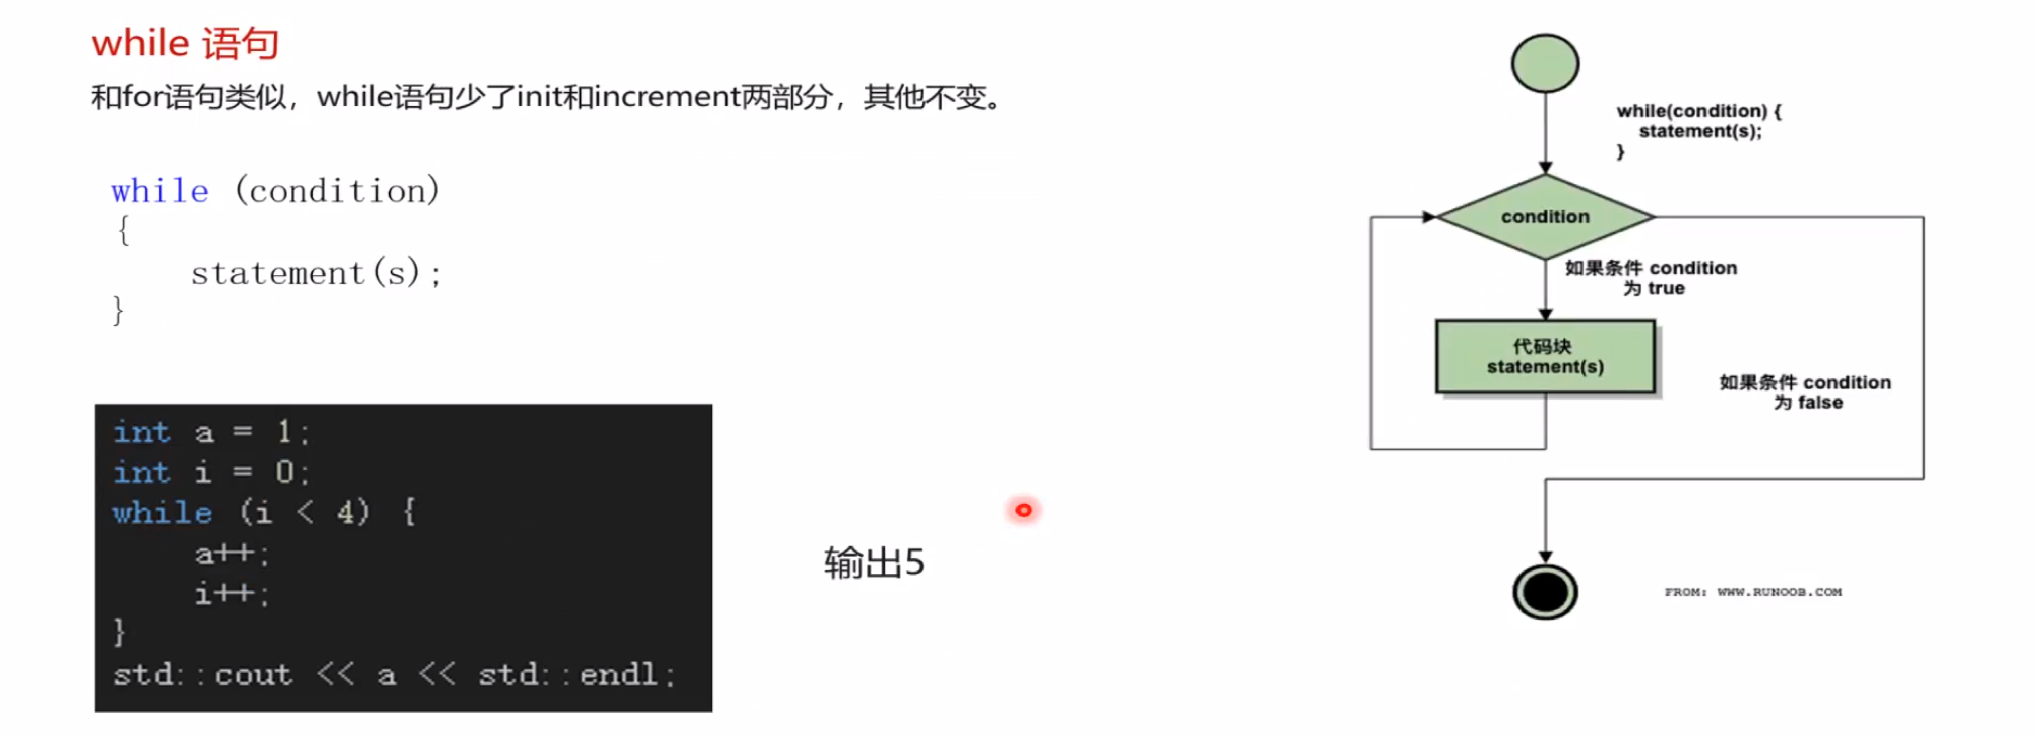 while 语句
和for语句类似，while语句少了init和increment两部分，其他不变。
while (condition)
{
    statement(s);
}
int a = 1;
int i = 0;
while (i < 4) {
    a++;
    i++;
}
std::cout << a << std::endl;
输出5
while(condition) {
    statement(s);
}
condition
如果条件 condition
为 true
代码块
statement(s)
如果条件 condition
为 false
FROM: WWW.RUNOOB.COM